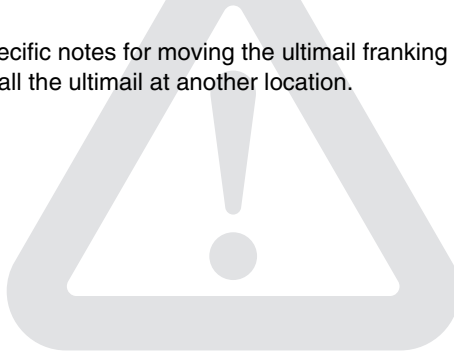 ecific notes for moving the ultimail franking
all the ultimail at another location.